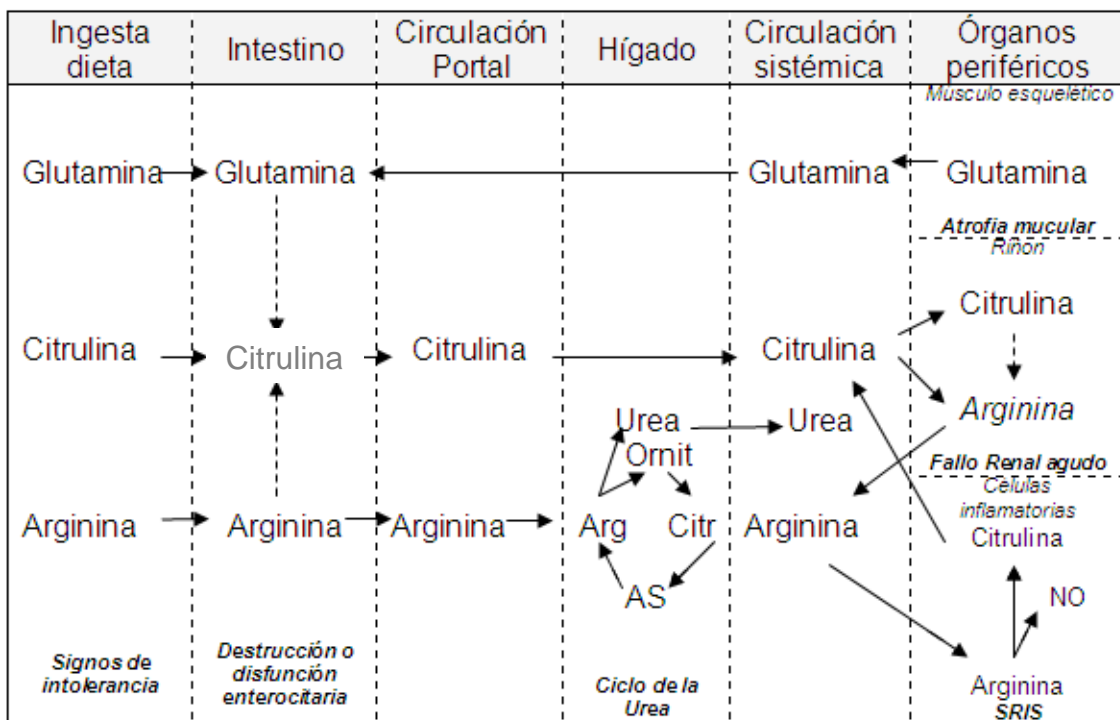 Ingesta
dieta
Intestino
Circulación
Portal
Hígado
Circulación
sistémica
Órganos
periféricos
Músculo esquelético
Glutamina
Glutamina
Glutamina
Glutamina
Atrofia mucular
Riñon
Citrulina
Citrulina
Citrulina
Citrulina
Citrulina
Arginina
Urea
Urea
Ornit
Fallo Renal agudo
Células
inflamatorias
Citrulina
Arginina
Arginina
Arginina
Arg
Citr
Arginina
AS
NO
Signos de
intolerancia
Destrucción o
disfunción
enterocitaria
Ciclo de la
Urea
Arginina
SRIS